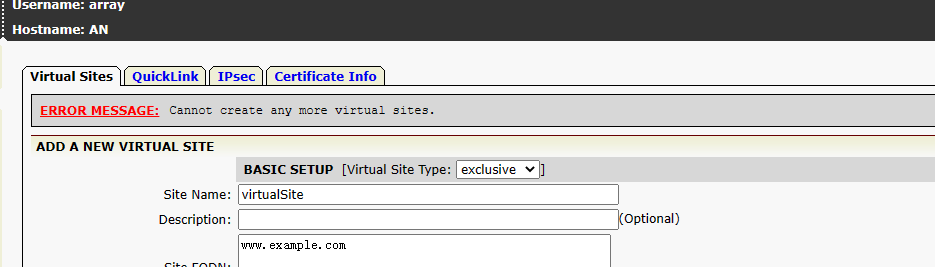 Username: array
Hostname: AN
Virtual Sites QuickLink IPsec Certificate Info
ERROR MESSAGE: Cannot create any more virtual sites.
ADD A NEW VIRTUAL SITE
BASIC SETUP [Virtual Site Type: exclusive ]
Site Name: virtualSite
Description: (Optional)
www.example.com
Site FQDN: